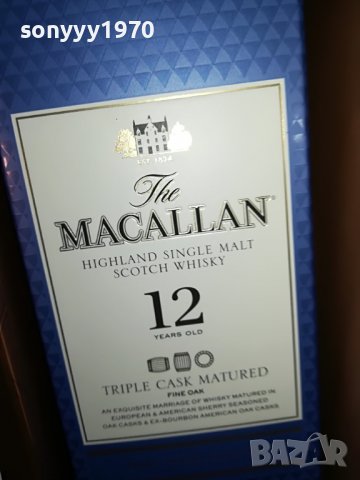 sonyyy1970
EST. 1824
The
MACALLAN
HIGHLAND SINGLE MALT
SCOTCH WHISKY
12
YEARS OLD
TRIPLE CASK MATURED
FINE OAK
AN EXQUISITE MARRIAGE OF WHISKY MATURED IN
EUROPEAN & AMERICAN SHERRY SEASONED
OAK CASKS & EX-BOURBON AMERICAN OAK CASKS
BAZAR